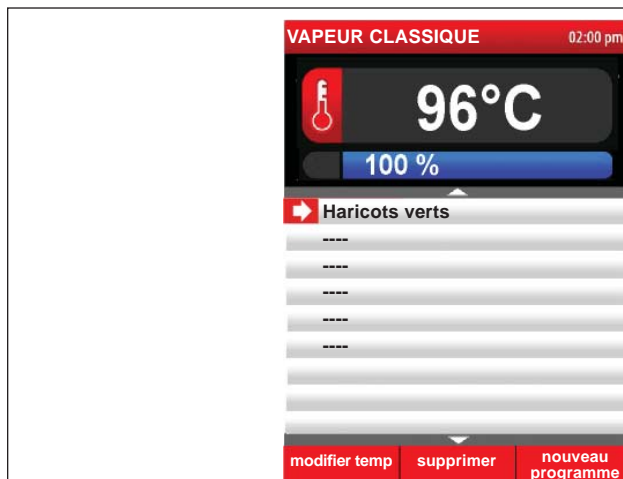 VAPEUR CLASSIQUE 02:00 pm
96°C
100 %
Haricots verts
----
----
----
----
----
modifier temp supprimer nouveau programme